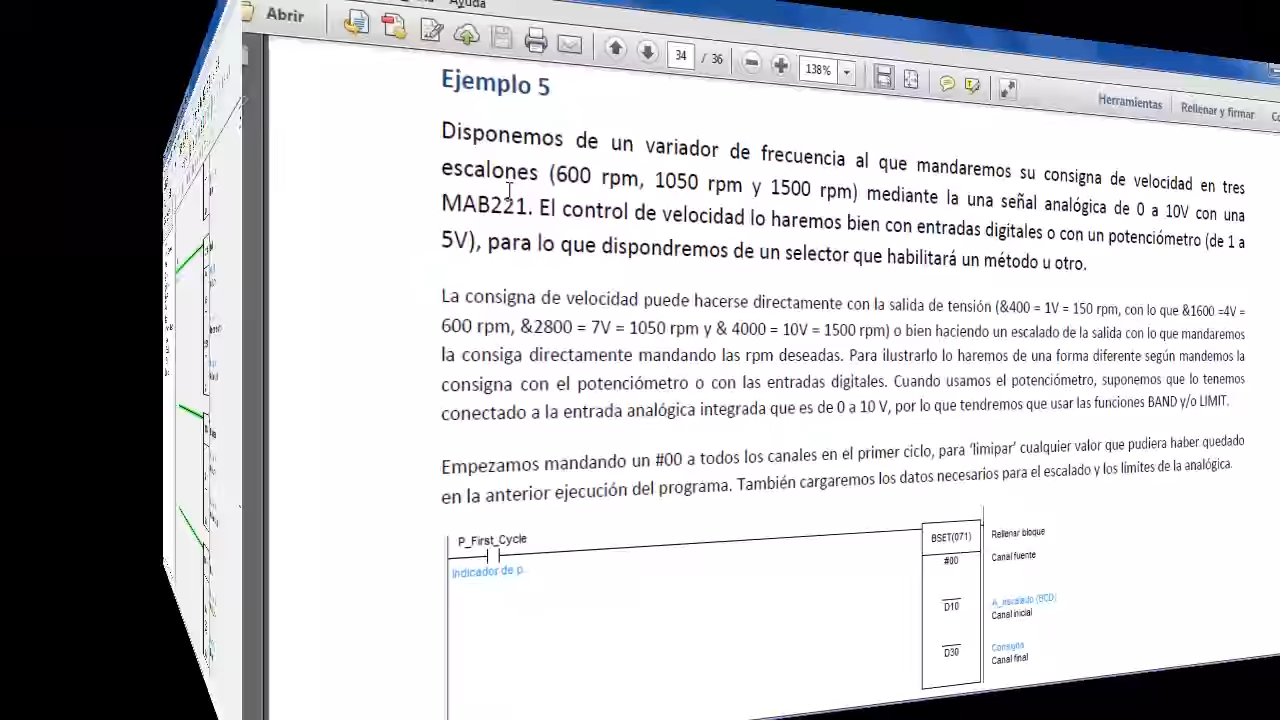 Ayuda
Abrir
34 / 36
138%
Herramientas
Rellenar y firmar
Ejemplo 5
Disponemos de un variador de frecuencia al que mandaremos su consigna de velocidad en tres
escalones (600 rpm, 1050 rpm y 1500 rpm) mediante la una señal analógica de 0 a 10V con una
MAB221. El control de velocidad lo haremos bien con entradas digitales o con un potenciómetro (de 1 a
5V), para lo que dispondremos de un selector que habilitará un método u otro.
La consigna de velocidad puede hacerse directamente con la salida de tensión (&400 = 1V = 150 rpm, con lo que &1600 =4V =
600 rpm, &2800 = 7V = 1050 rpm y & 4000 = 10V = 1500 rpm) o bien haciendo un escalado de la salida con lo que mandaremos
la consiga directamente mandando las rpm deseadas. Para ilustrarlo lo haremos de una forma diferente según mandemos la
consigna con el potenciómetro o con las entradas digitales. Cuando usamos el potenciómetro, suponemos que lo tenemos
conectado a la entrada analógica integrada que es de 0 a 10 V, por lo que tendremos que usar las funciones BAND y/o LIMIT.
Empezamos mandando un #00 a todos los canales en el primer ciclo, para ‘limipar’ cualquier valor que pudiera haber quedado
en la anterior ejecución del programa. También cargaremos los datos necesarios para el escalado y los límites de la analógica.
P_First_Cycle
Indicador de p...
BSET(071)
Rellenar bloque
#00
Canal fuente
D10
A_escalado (BCD)
Canal inicial
D30
Consigna
Canal final